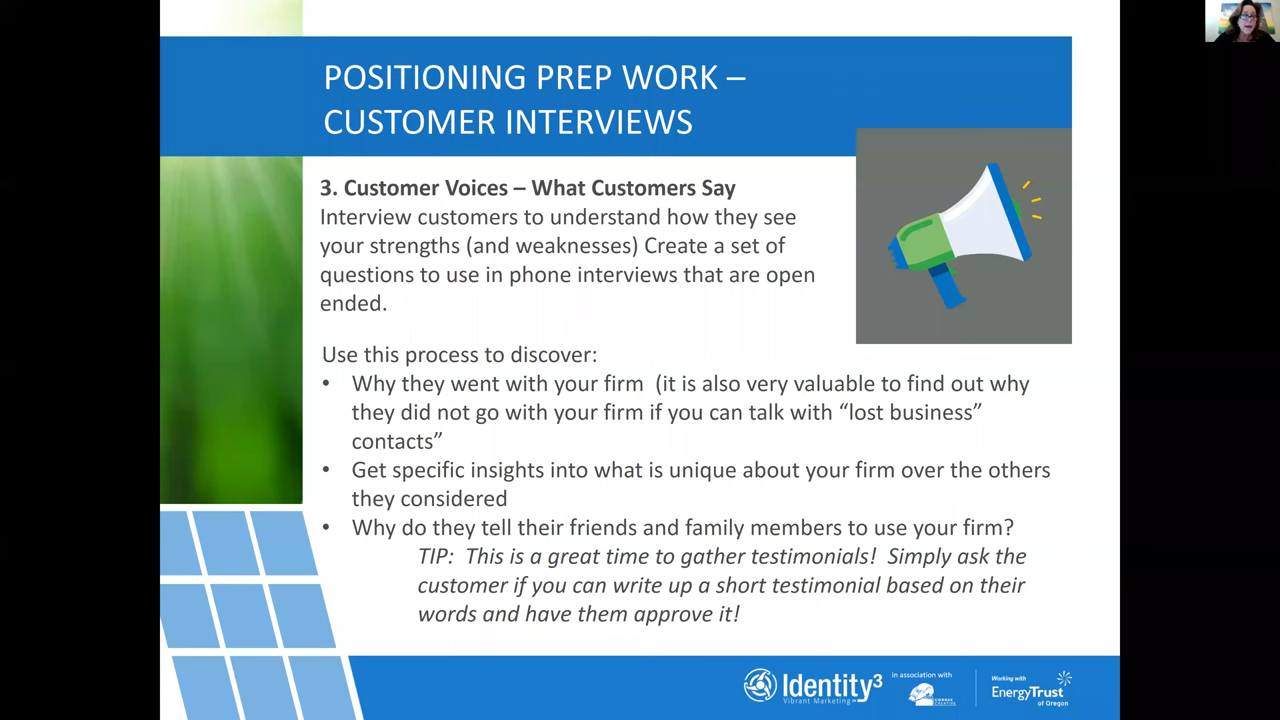 POSITIONING PREP WORK –
CUSTOMER INTERVIEWS
3. Customer Voices – What Customers Say
Interview customers to understand how they see
your strengths (and weaknesses) Create a set of
questions to use in phone interviews that are open
ended.
Use this process to discover:
• Why they went with your firm  (it is also very valuable to find out why
they did not go with your firm if you can talk with “lost business”
contacts”
• Get specific insights into what is unique about your firm over the others
they considered
• Why do they tell their friends and family members to use your firm?
TIP:  This is a great time to gather testimonials!  Simply ask the
customer if you can write up a short testimonial based on their
words and have them approve it!
Identity3
Vibrant Marketing
in association with
Working with
EnergyTrust
of Oregon